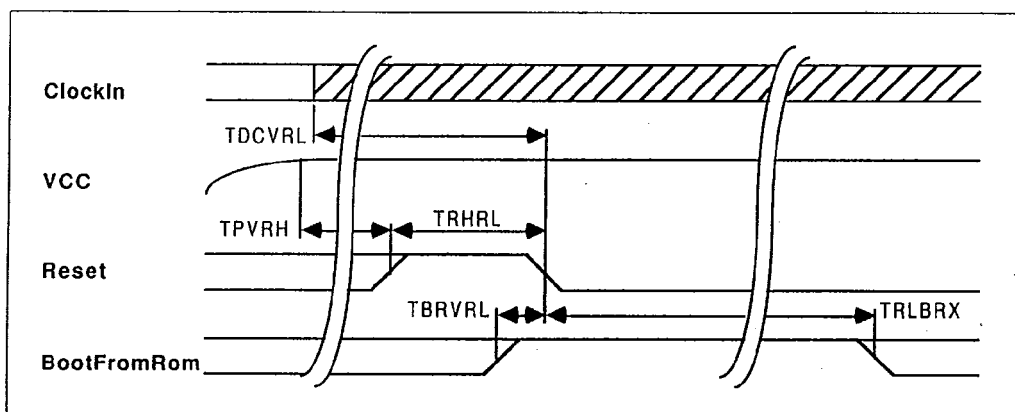 ClockIn
TDCVRL
VCC
TPVRH
TRHRL
Reset
TBRVRL
TRLBRX
BootFromRom